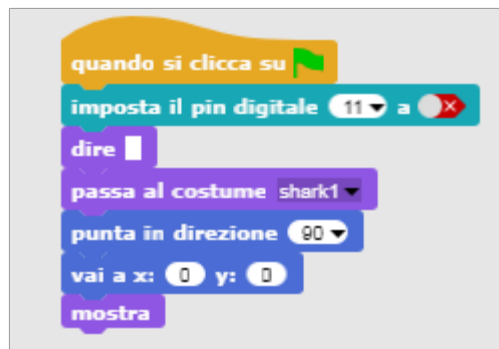 quando si clicca su
imposta il pin digitale 11 a
dire
passa al costume shark1
punta in direzione 90
vai a x: 0 y: 0
mostra